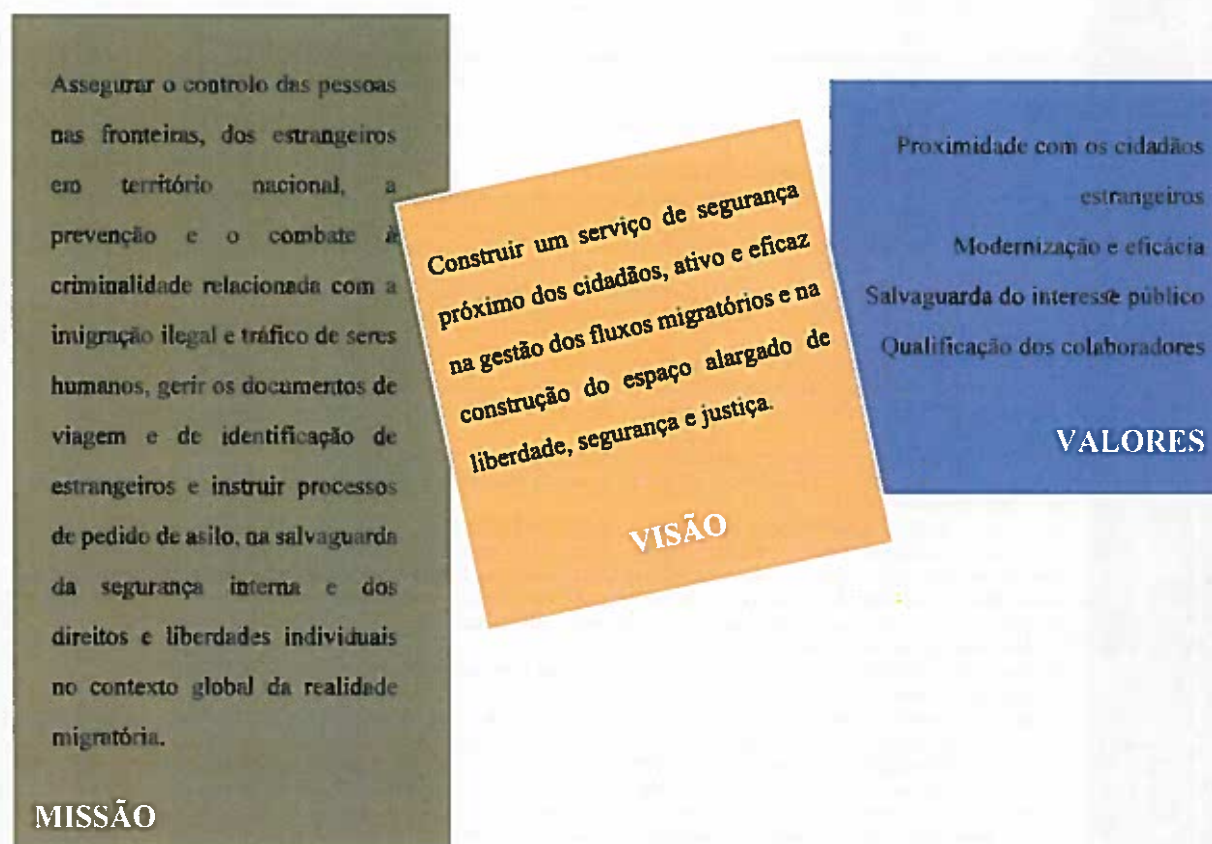 Assegurar o controlo das pessoas
nas fronteiras, dos estrangeiros
em território nacional, a
prevenção e o combate à
criminalidade relacionada com a
imigração ilegal e tráfico de seres
humanos, gerir os documentos de
viagem e de identificação de
estrangeiros e instruir processos
de pedido de asilo, na salvaguarda
da segurança interna e dos
direitos e liberdades individuais
no contexto global da realidade
migratória.
MISSÃO
Construir um serviço de segurança
próximo dos cidadãos, ativo e eficaz
na gestão dos fluxos migratórios e na
construção do espaço alargado de
liberdade, segurança e justiça.
VISÃO
Proximidade com os cidadãos
estrangeiros
Modernização e eficácia
Salvaguarda do interesse público
Qualificação dos colaboradores
VALORES